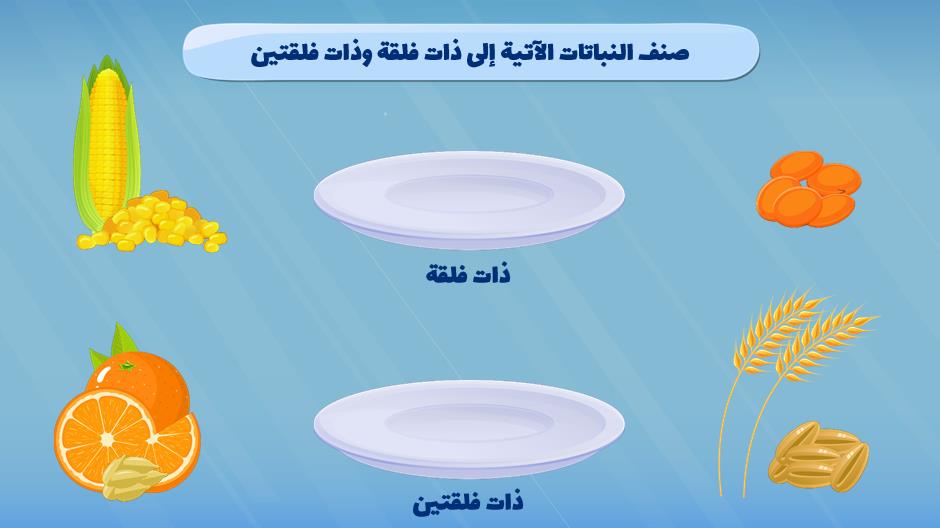 صنف النباتات الآتية إلى ذات فلقة وذات فلقتين
ذات فلقة
ذات فلقتين